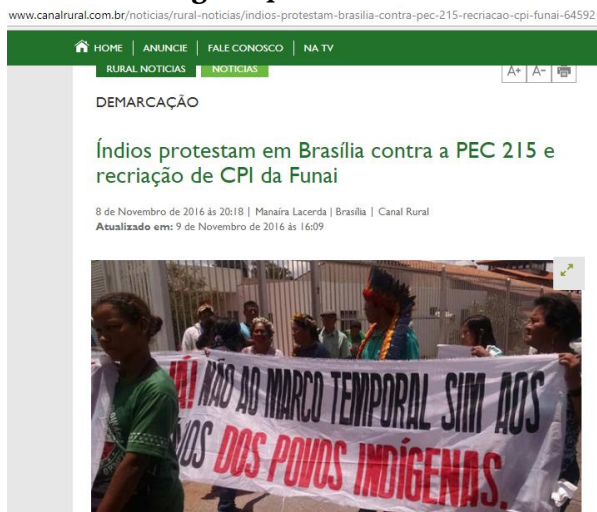 www.canalrural.com.br/noticias/rural-noticias/indios-protestam-brasilia-contra-pec-215-recriacao-cpi-funai-64592
HOME | ANUNCIE | FALE CONOSCO | NA TV
RURAL NOTÍCIAS NOTÍCIAS
A+ A-
DEMARCAÇÃO
Índios protestam em Brasília contra a PEC 215 e
recriação de CPI da Funai
8 de Novembro de 2016 às 20:18 | Manaíra Lacerda | Brasília | Canal Rural
Atualizado em: 9 de Novembro de 2016 às 16:09
JÁ! NÃO AO MARCO TEMPORAL SIM AOS
DOS POVOS INDÍGENAS.